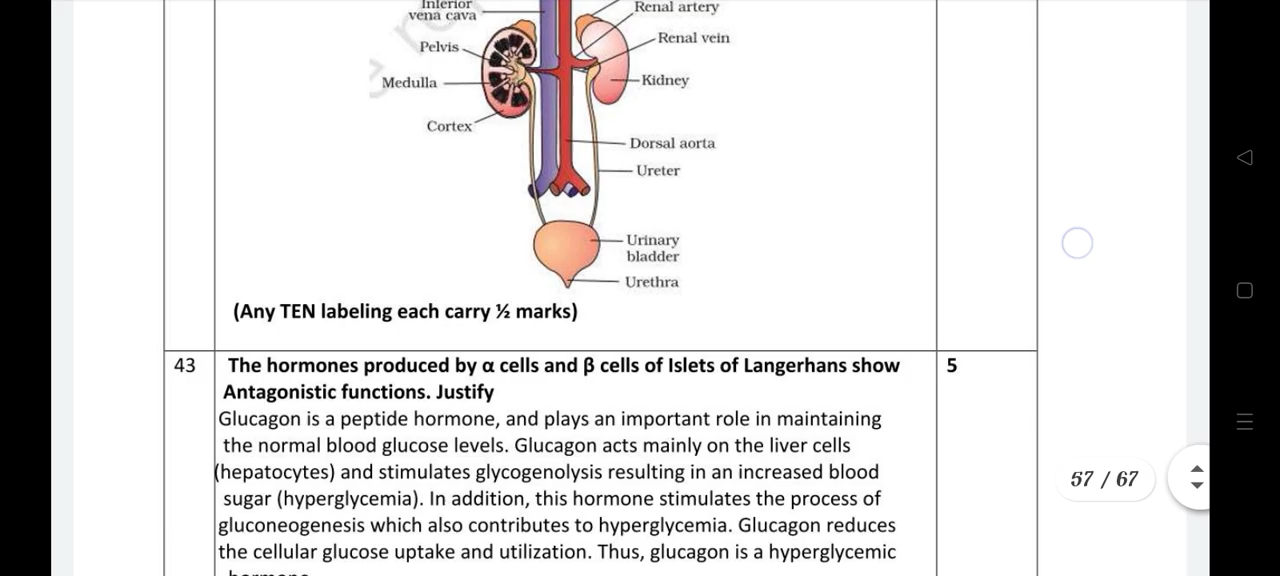 Inferior
vena cava
Renal artery
Renal vein
Pelvis
Medulla
Kidney
Cortex
Dorsal aorta
Ureter
Urinary
bladder
Urethra
(Any TEN labeling each carry ½ marks)
43 The hormones produced by α cells and β cells of Islets of Langerhans show 5
Antagonistic functions. Justify
Glucagon is a peptide hormone, and plays an important role in maintaining
the normal blood glucose levels. Glucagon acts mainly on the liver cells
(hepatocytes) and stimulates glycogenolysis resulting in an increased blood
sugar (hyperglycemia). In addition, this hormone stimulates the process of
57 / 67
gluconeogenesis which also contributes to hyperglycemia. Glucagon reduces
the cellular glucose uptake and utilization. Thus, glucagon is a hyperglycemic
hormone.